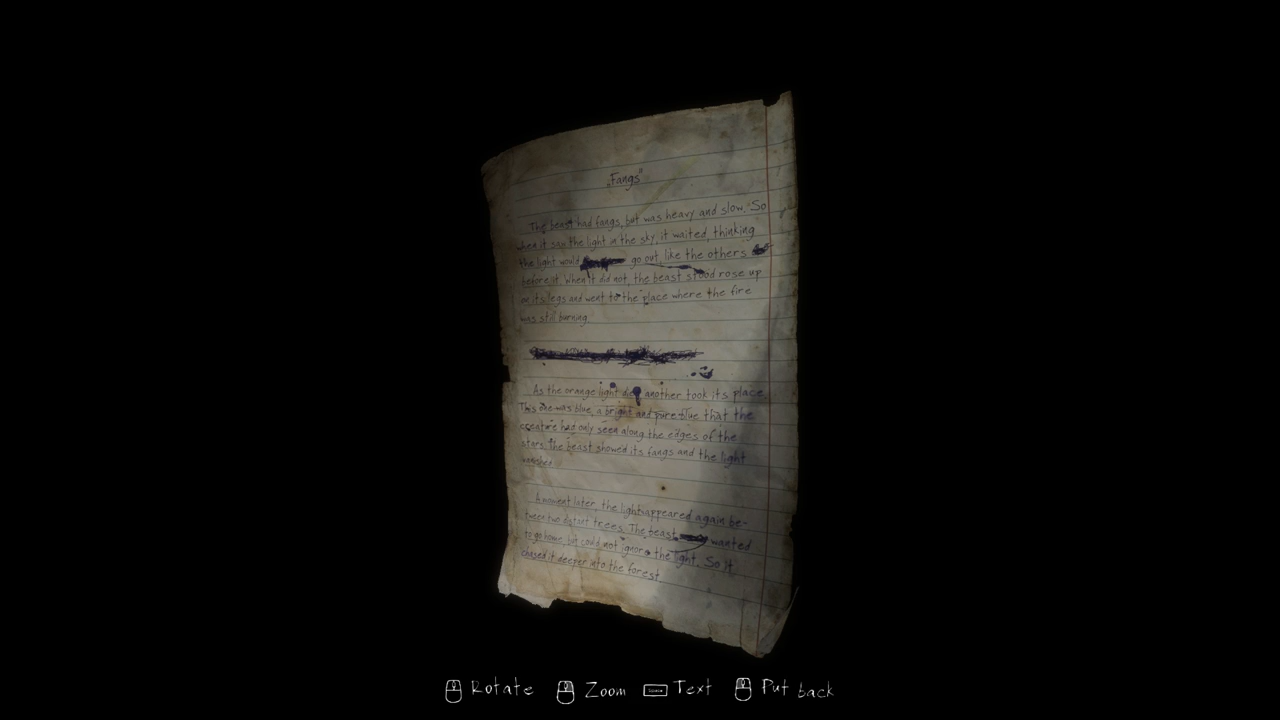 „Fangs"
The beast had fangs, but was heavy and slow. So
when it saw the light in the sky, it waited, thinking
the light would go out, like the others
before it. When it did not, the beast stood rose up
on its legs and went to the place where the fire
was still burning.
As the orange light died another took its place.
This one was blue, a bright and pure blue that the
creature had only seen along the edges of the
stars. The beast showed its fangs and the light
vanished.
A moment later, the light appeared again be-
tween two distant trees. The beast wanted
to go home, but could not ignore the light. So it
chased it deeper into the forest.
Rotate Zoom Text Put back